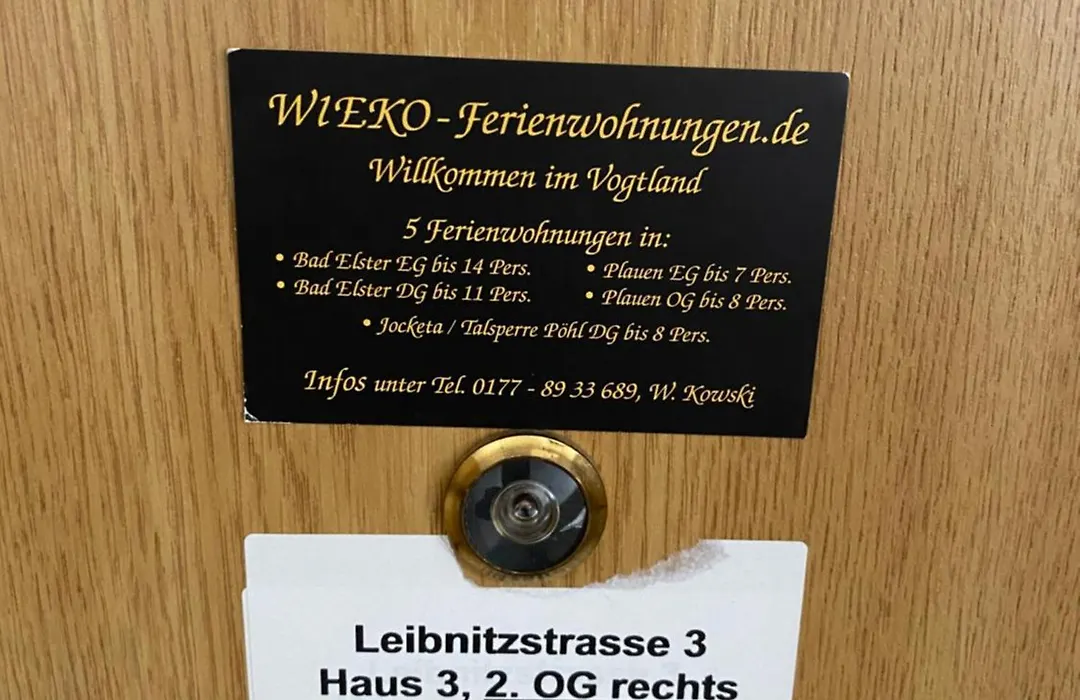 WIEKO-Ferienwohnungen.de
Willkommen im Vogtland
5 Ferienwohnungen in:
• Bad Elster EG bis 14 Pers.
• Plauen EG bis 7 Pers.
• Bad Elster DG bis 11 Pers.
• Plauen OG bis 8 Pers.
• Jocketa / Talsperre Pöhl DG bis 8 Pers.
Infos unter Tel. 0177 - 89 33 689, W. Kowski
Leibnitzstrasse 3
Haus 3, 2. OG rechts